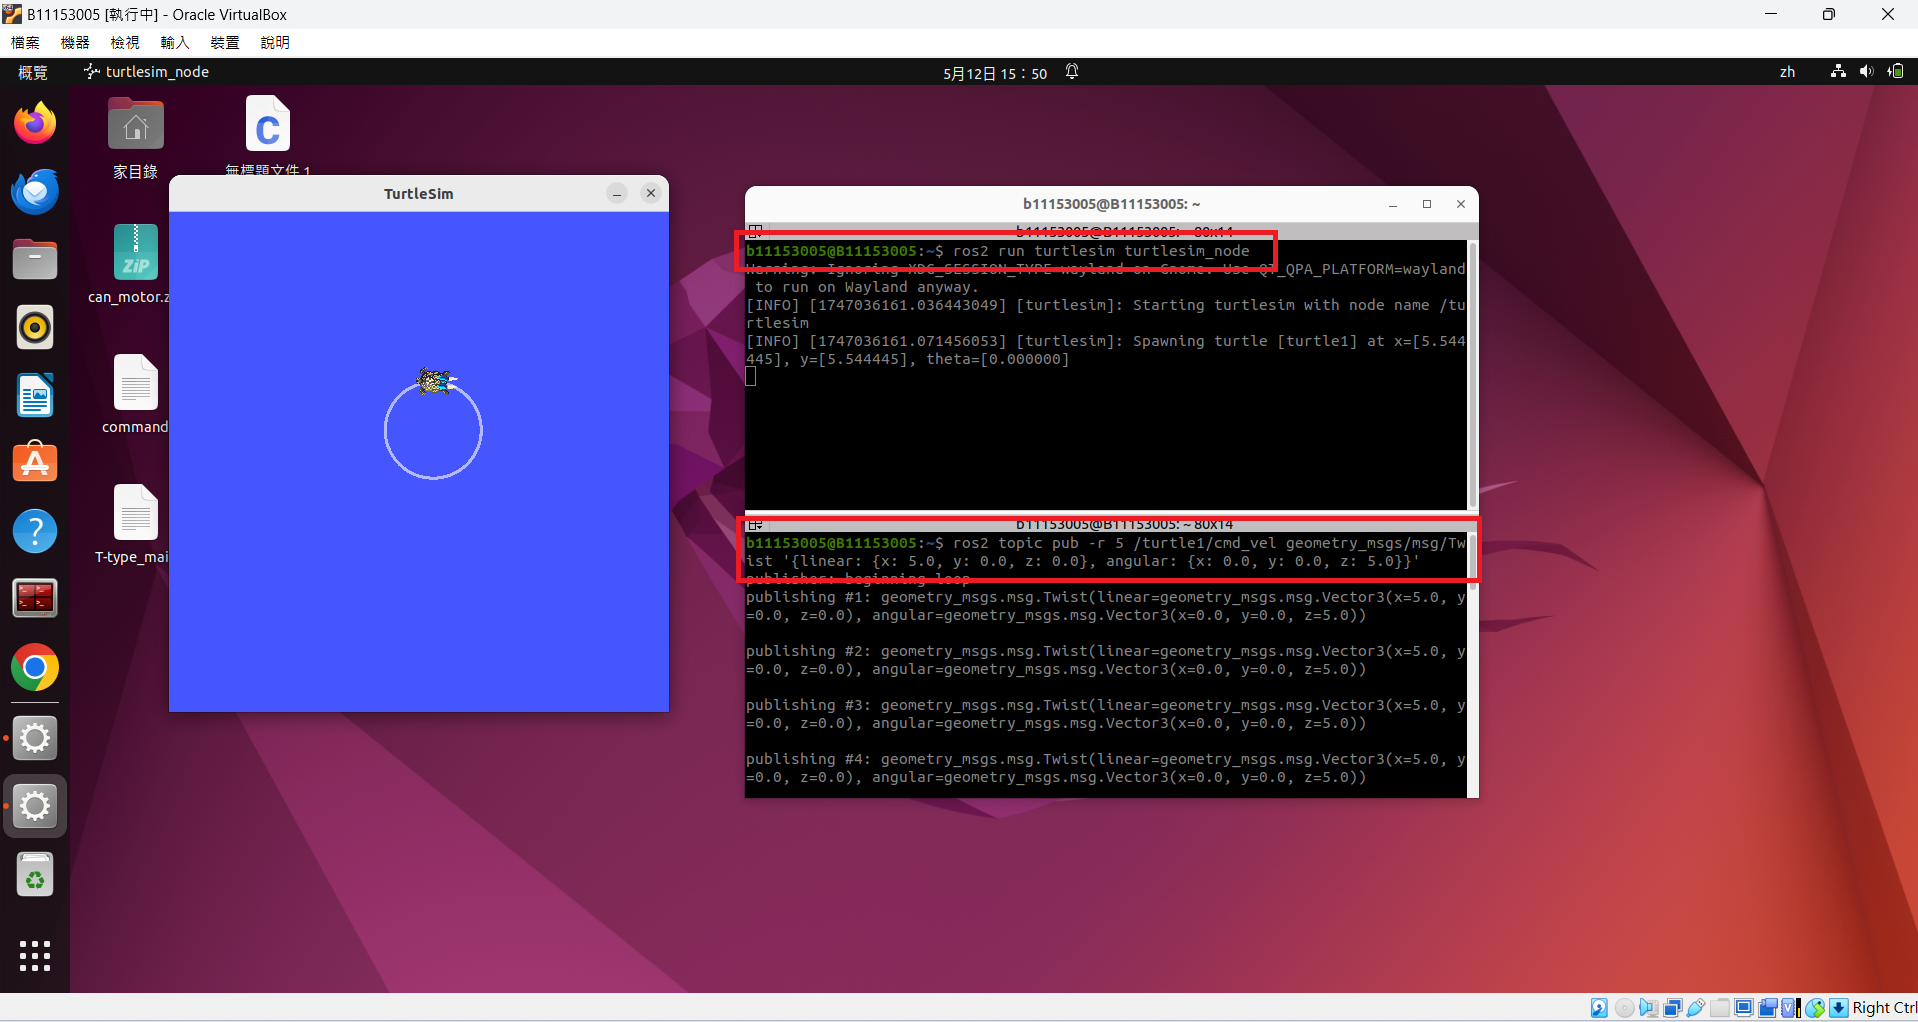 B11153005 [執行中] - Oracle VirtualBox
檔案 機器 檢視 輸入 裝置 說明
概覽 turtlesim_node 5月12日 15：50 zh
家目錄
無標題文件 1
can_motor.z
command
T-type_mai
TurtleSim
b11153005@B11153005: ~
b11153005@B11153005: ~ 80x14
b11153005@B11153005:~$ ros2 run turtlesim turtlesim_node
Warning: Ignoring XDG_SESSION_TYPE=wayland on Gnome. Use QT_QPA_PLATFORM=wayland
to run on Wayland anyway.
[INFO] [1747036161.036443049] [turtlesim]: Starting turtlesim with node name /tu
rtlesim
[INFO] [1747036161.071456053] [turtlesim]: Spawning turtle [turtle1] at x=[5.544
445], y=[5.544445], theta=[0.000000]
b11153005@B11153005: ~ 80x14
b11153005@B11153005:~$ ros2 topic pub -r 5 /turtle1/cmd_vel geometry_msgs/msg/Tw
ist '{linear: {x: 5.0, y: 0.0, z: 0.0}, angular: {x: 0.0, y: 0.0, z: 5.0}}'
publisher: beginning loop
publishing #1: geometry_msgs.msg.Twist(linear=geometry_msgs.msg.Vector3(x=5.0, y
=0.0, z=0.0), angular=geometry_msgs.msg.Vector3(x=0.0, y=0.0, z=5.0))
publishing #2: geometry_msgs.msg.Twist(linear=geometry_msgs.msg.Vector3(x=5.0, y
=0.0, z=0.0), angular=geometry_msgs.msg.Vector3(x=0.0, y=0.0, z=5.0))
publishing #3: geometry_msgs.msg.Twist(linear=geometry_msgs.msg.Vector3(x=5.0, y
=0.0, z=0.0), angular=geometry_msgs.msg.Vector3(x=0.0, y=0.0, z=5.0))
publishing #4: geometry_msgs.msg.Twist(linear=geometry_msgs.msg.Vector3(x=5.0, y
=0.0, z=0.0), angular=geometry_msgs.msg.Vector3(x=0.0, y=0.0, z=5.0))
Right Ctrl